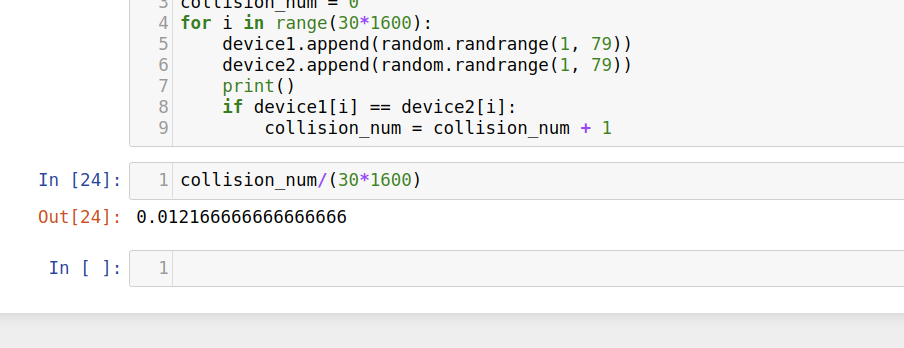 3 collision_num = 0
4 for i in range(30*1600):
5     device1.append(random.randrange(1, 79))
6     device2.append(random.randrange(1, 79))
7     print()
8     if device1[i] == device2[i]:
9         collision_num = collision_num + 1
In [24]: 1 collision_num/(30*1600)
Out[24]: 0.012166666666666666
In [ ]: 1